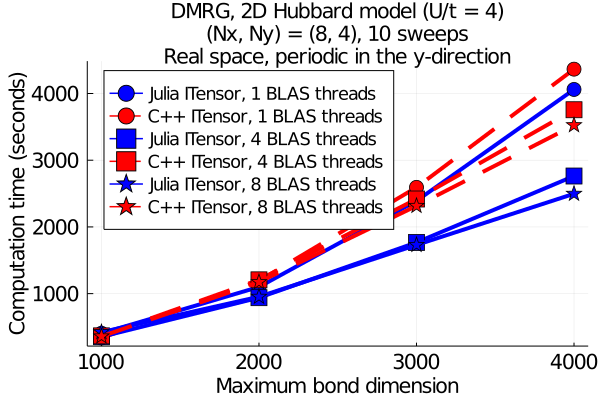 DMRG, 2D Hubbard model (U/t = 4)
(Nx, Ny) = (8, 4), 10 sweeps
Real space, periodic in the y-direction
Computation time (seconds)
4000
3000
2000
1000
Julia ITensor, 1 BLAS threads
C++ ITensor, 1 BLAS threads
Julia ITensor, 4 BLAS threads
C++ ITensor, 4 BLAS threads
Julia ITensor, 8 BLAS threads
C++ ITensor, 8 BLAS threads
1000 2000 3000 4000
Maximum bond dimension